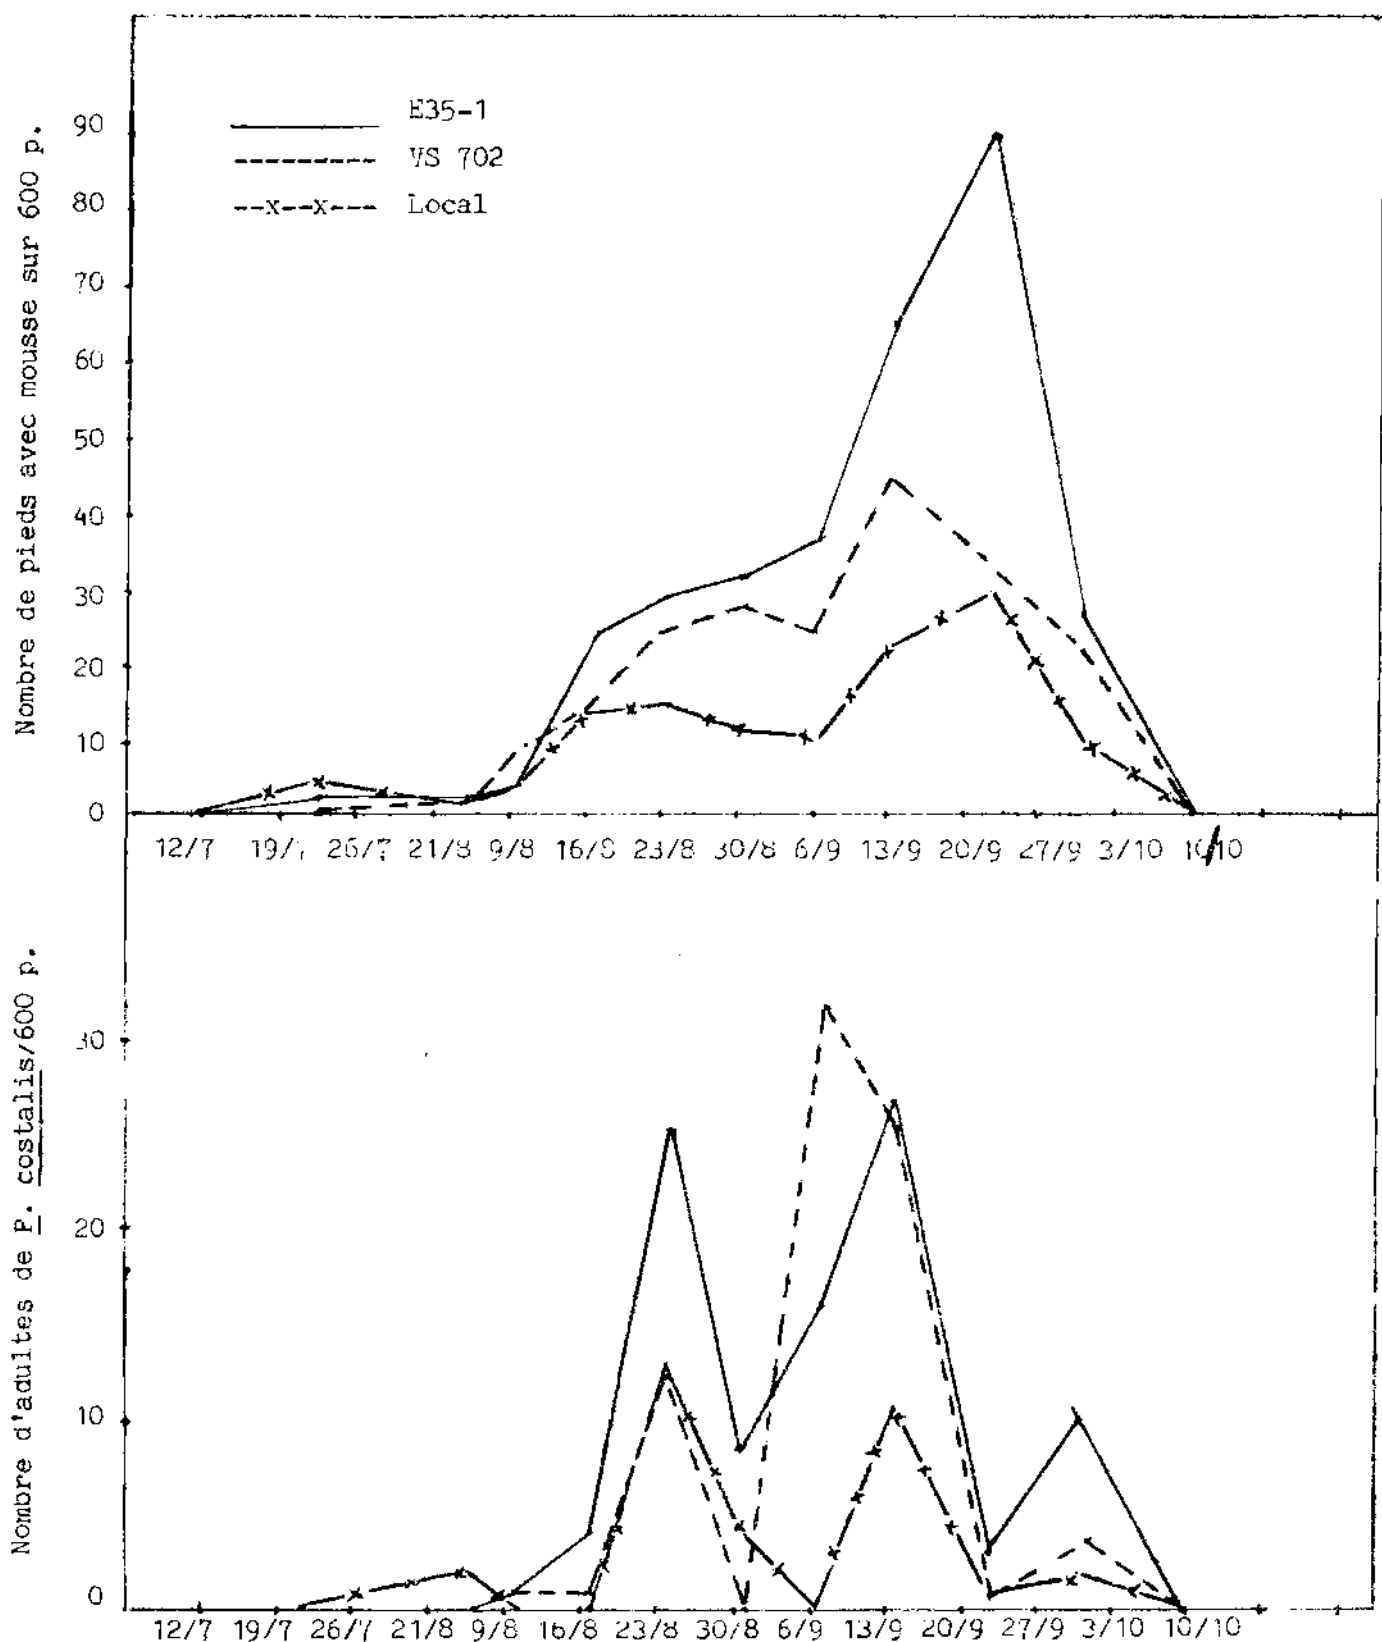 Nombre de pieds avec mousse sur 600 p.
E35-1
VS 702
--x--x--- Local
90
80
70
60
50
40
30
20
10
0
12/7 19/7 26/7 21/8 9/8 16/8 23/8 30/8 6/9 13/9 20/9 27/9 3/10 10/10
Nombre d'adultes de P. costalis/600 p.
30
20
10
0
12/7 19/7 26/7 21/8 9/8 16/8 23/8 30/8 6/9 13/9 20/9 27/9 3/10 10/10